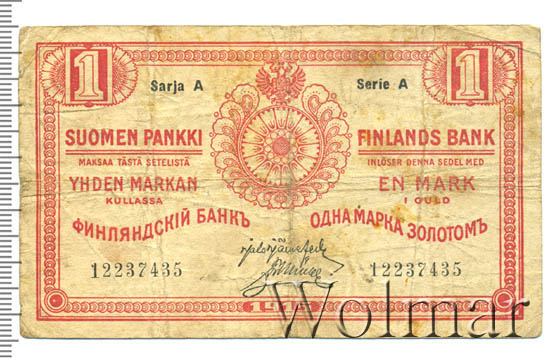 1 1
Sarja A Serie A
SUOMEN PANKKI FINLANDS BANK
MAKSAA TÄSTÄ SETELISTÄ INLÖSER DENNA SEDEL MED
YHDEN MARKAN EN MARK
KULLASSA I GULD
ФИНЛЯНДСКІЙ БАНКЪ ОДНА МАРКА ЗОЛОТОМЪ
12237435 12237435
Wolmar